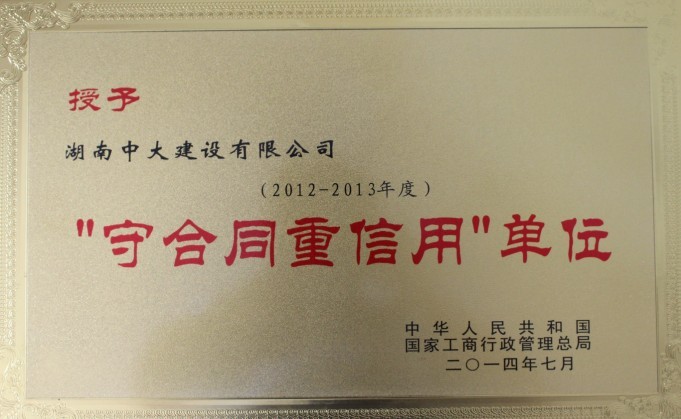 授予
湖南中大建设有限公司
（2012-2013年度）
"守合同重信用"单位
中华人民共和国
国家工商行政管理总局
二〇一四年七月